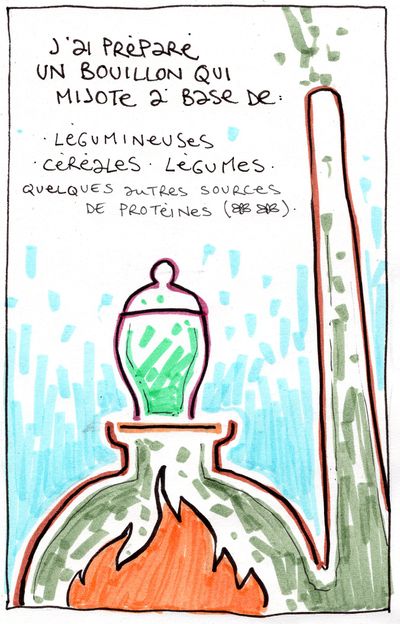 J'ai préparé
un bouillon qui
mijote à base de:
· légumineuses
· céréales · légumes ·
quelques autres sources
de protéines ( ).